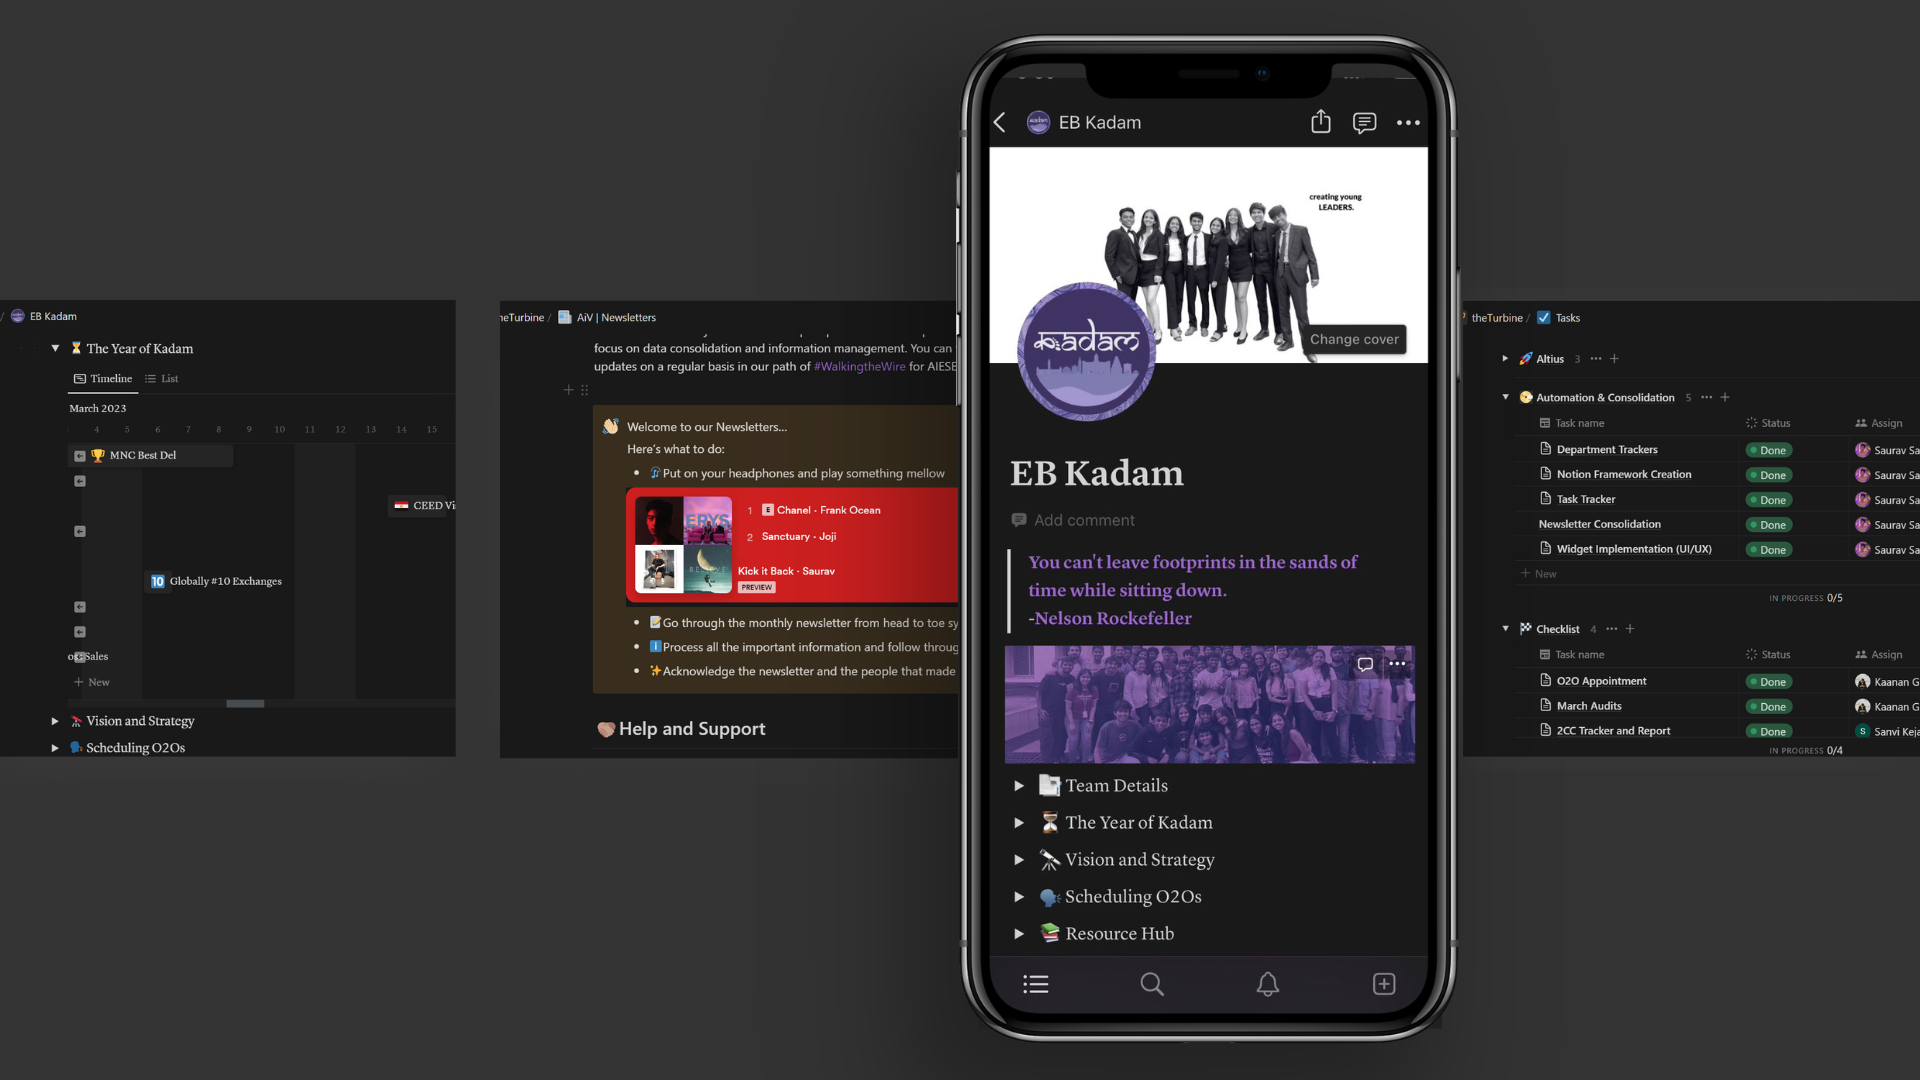 / EB Kadam
The Year of Kadam
Timeline List
March 2023
4 5 6 7 8 9 10 11 12 13 14 15
MNC Best Del
CEED Vi
10 Globally #10 Exchanges
Sales
+ New
Vision and Strategy
Scheduling O2Os
heTurbine / AiV | Newsletters
focus on data consolidation and information management. You can
updates on a regular basis in our path of #WalkingtheWire for AIESE
Welcome to our Newsletters...
Here's what to do:
• Put on your headphones and play something mellow
ERYS
BELIEVE
1 E Chanel - Frank Ocean
2 Sanctuary - Joji
Kick it Back - Saurav
PREVIEW
• Go through the monthly newsletter from head to toe sy
• Process all the important information and follow throug
• Acknowledge the newsletter and the people that made
Help and Support
EB Kadam
creating young
LEADERS.
Change cover
kadam
EB Kadam
Add comment
You can't leave footprints in the sands of
time while sitting down.
-Nelson Rockefeller
Team Details
The Year of Kadam
Vision and Strategy
Scheduling O2Os
Resource Hub
theTurbine / Tasks
Altius 3 ... +
Automation & Consolidation 5 ... +
Task name Status Assign
Department Trackers Done Saurav Sa
Notion Framework Creation Done Saurav Sa
Task Tracker Done Saurav Sa
Newsletter Consolidation Done Saurav Sa
Widget Implementation (UI/UX) Done Saurav Sa
+ New
IN PROGRESS 0/5
Checklist 4 ... +
Task name Status Assign
O2O Appointment Done Kaanan G
March Audits Done Kaanan G
2CC Tracker and Report Done S Sanvi Keja
IN PROGRESS 0/4